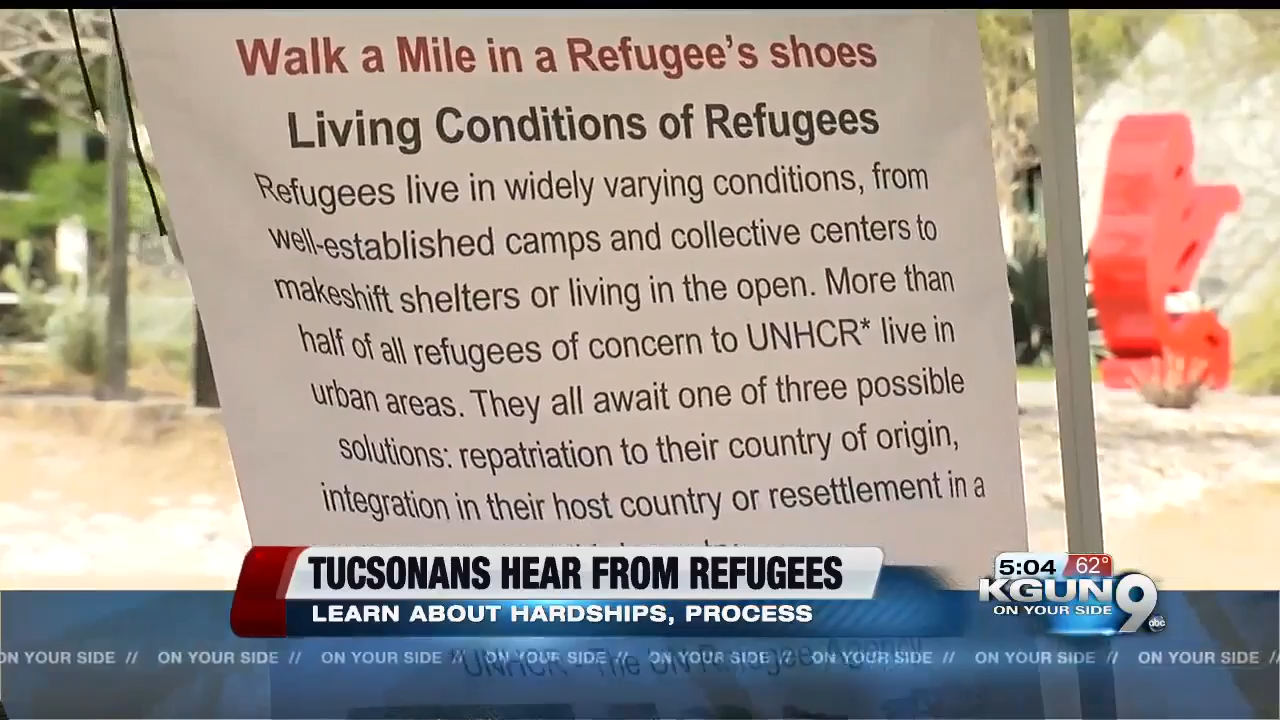 Walk a Mile in a Refugee's shoes
Living Conditions of Refugees
Refugees live in widely varying conditions, from
well-established camps and collective centers to
makeshift shelters or living in the open. More than
half of all refugees of concern to UNHCR* live in
urban areas. They all await one of three possible
solutions: repatriation to their country of origin,
integration in their host country or resettlement in a
TUCSONANS HEAR FROM REFUGEES
LEARN ABOUT HARDSHIPS, PROCESS
5:04 62°
KGUN 9
ON YOUR SIDE
abc
ON YOUR SIDE // ON YOUR SIDE // ON YOUR SIDE // ON YOUR SIDE // ON YOUR SIDE // ON YOUR SIDE // ON YOUR SIDE // ON YOUR SIDE //
*UNHCR - The UN Refugee Agency